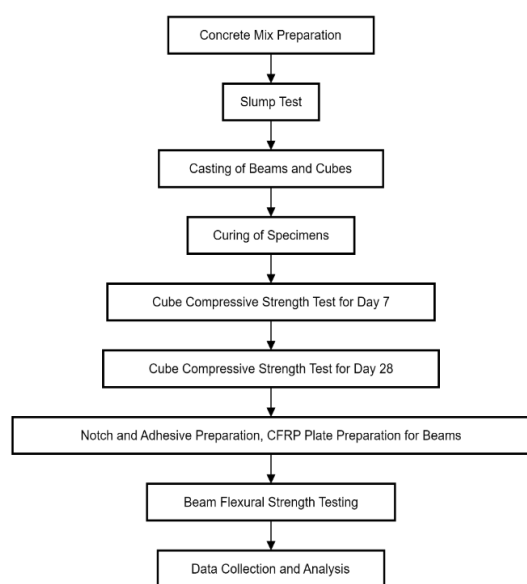 Concrete Mix Preparation
Slump Test
Casting of Beams and Cubes
Curing of Specimens
Cube Compressive Strength Test for Day 7
Cube Compressive Strength Test for Day 28
Notch and Adhesive Preparation, CFRP Plate Preparation for Beams
Beam Flexural Strength Testing
Data Collection and Analysis